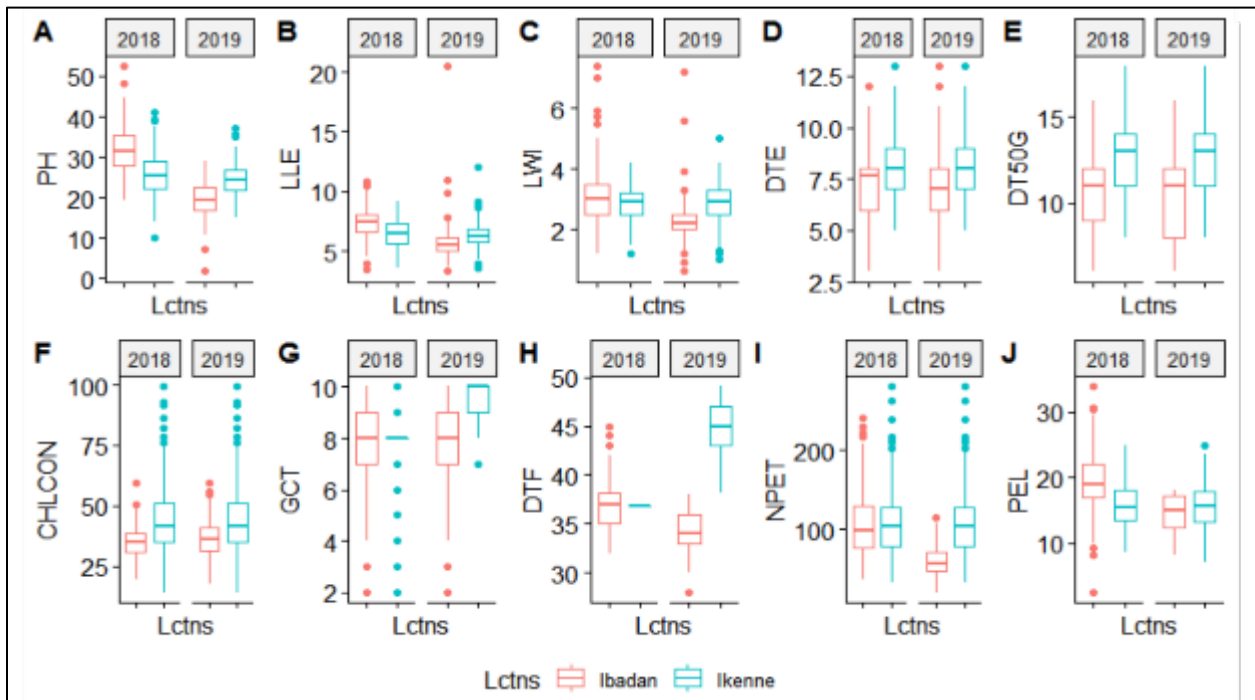 A 2018 2019 B 2018 2019 C 2018 2019 D 2018 2019 E 2018 2019
PH
50
40
30
20
10
0
Lctns
LLE
20
15
10
5
Lctns
LWI
6
4
2
Lctns
DTE
12.5
10.0
7.5
5.0
2.5
Lctns
DT50G
15
10
Lctns
F 2018 2019 G 2018 2019 H 2018 2019 I 2018 2019 J 2018 2019
CHLCON
100
75
50
25
Lctns
GCT
10
8
6
4
2
Lctns
DTF
50
45
40
35
30
Lctns
NPET
200
100
Lctns
PEL
30
20
10
Lctns
Lctns Ibadan Ikenne